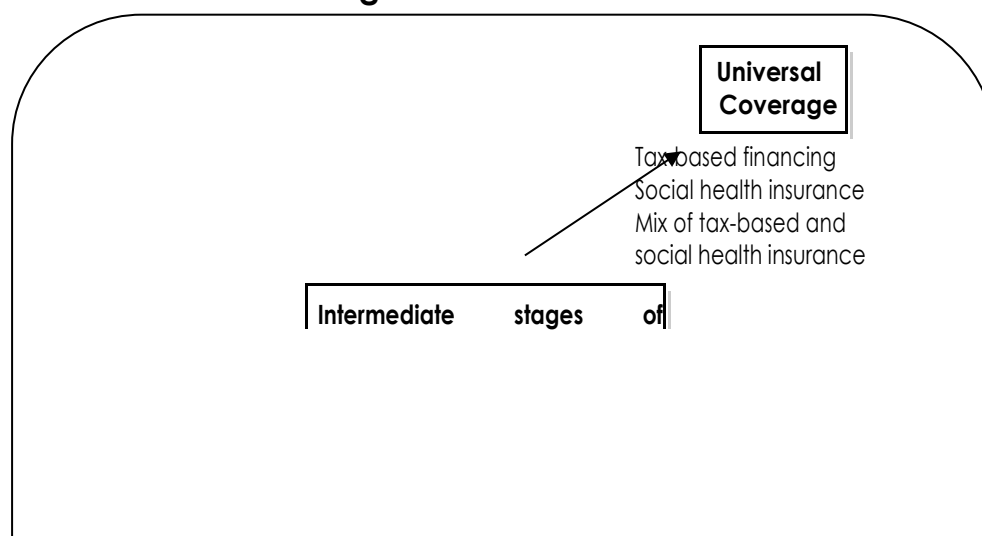 Universal
Coverage
Tax-based financing
Social health insurance
Mix of tax-based and
social health insurance
Intermediate stages of